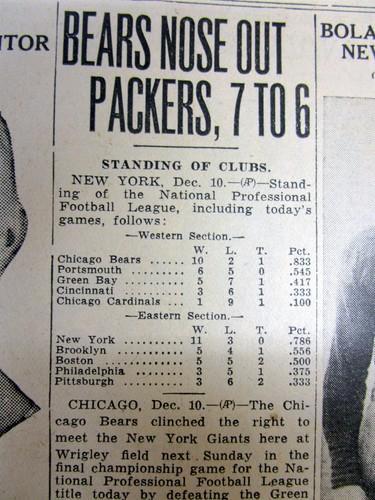 ITOR
BEARS NOSE OUT
PACKERS, 7 TO 6
BOLA
NEV
STANDING OF CLUBS.
NEW YORK, Dec. 10.—(AP)—Stand-
ing of the National Professional
Football League, including today's
games, follows:
—Western Section.—
W. L. T. Pct.
Chicago Bears ...... 10 2 1 .833
Portsmouth ........ 6 5 0 .545
Green Bay ......... 5 7 1 .417
Cincinnati ......... 3 6 1 .333
Chicago Cardinals ... 1 9 1 .100
—Eastern Section.—
W. L. T. Pct.
New York ......... 11 3 0 .786
Brooklyn .......... 5 4 1 .556
Boston ............ 5 5 2 .500
Philadelphia ....... 3 5 1 .375
Pittsburgh ......... 3 6 2 .333
CHICAGO, Dec. 10.—(AP)—The Chi-
cago Bears clinched the right to
meet the New York Giants here at
Wrigley field next Sunday in the
final championship game for the Na-
tional Professional Football League
title today by defeating the Green